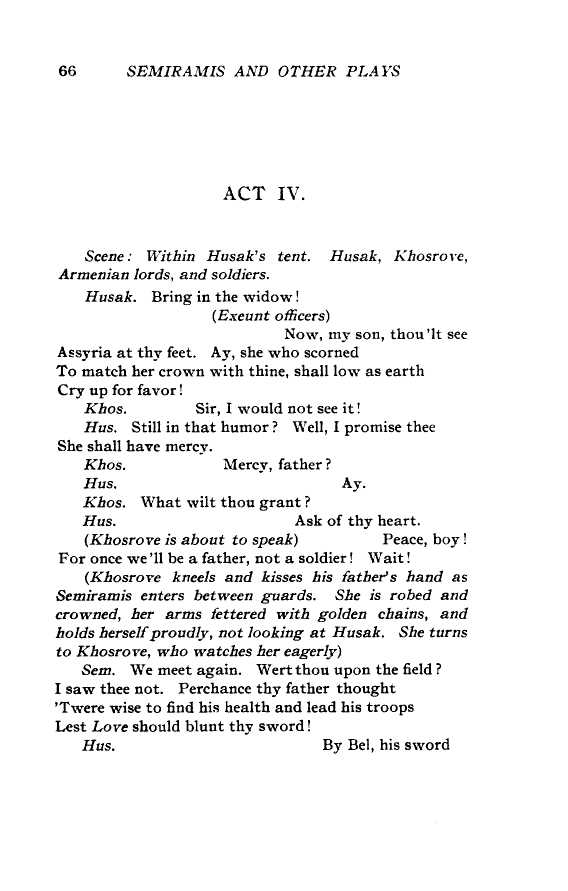 66 SEMIRAMIS AND OTHER PLAYS
ACT IV.
Scene: Within Husak's tent. Husak, Khosrove,
Armenian lords, and soldiers.
Husak. Bring in the widow!
(Exeunt officers)
Now, my son, thou'lt see
Assyria at thy feet. Ay, she who scorned
To match her crown with thine, shall low as earth
Cry up for favor!
Khos. Sir, I would not see it!
Hus. Still in that humor? Well, I promise thee
She shall have mercy.
Khos. Mercy, father?
Hus. Ay.
Khos. What wilt thou grant?
Hus. Ask of thy heart.
(Khosrove is about to speak) Peace, boy!
For once we'll be a father, not a soldier! Wait!
(Khosrove kneels and kisses his father's hand as
Semiramis enters between guards. She is robed and
crowned, her arms fettered with golden chains, and
holds herself proudly, not looking at Husak. She turns
to Khosrove, who watches her eagerly)
Sem. We meet again. Wert thou upon the field?
I saw thee not. Perchance thy father thought
'Twere wise to find his health and lead his troops
Lest Love should blunt thy sword!
Hus. By Bel, his sword